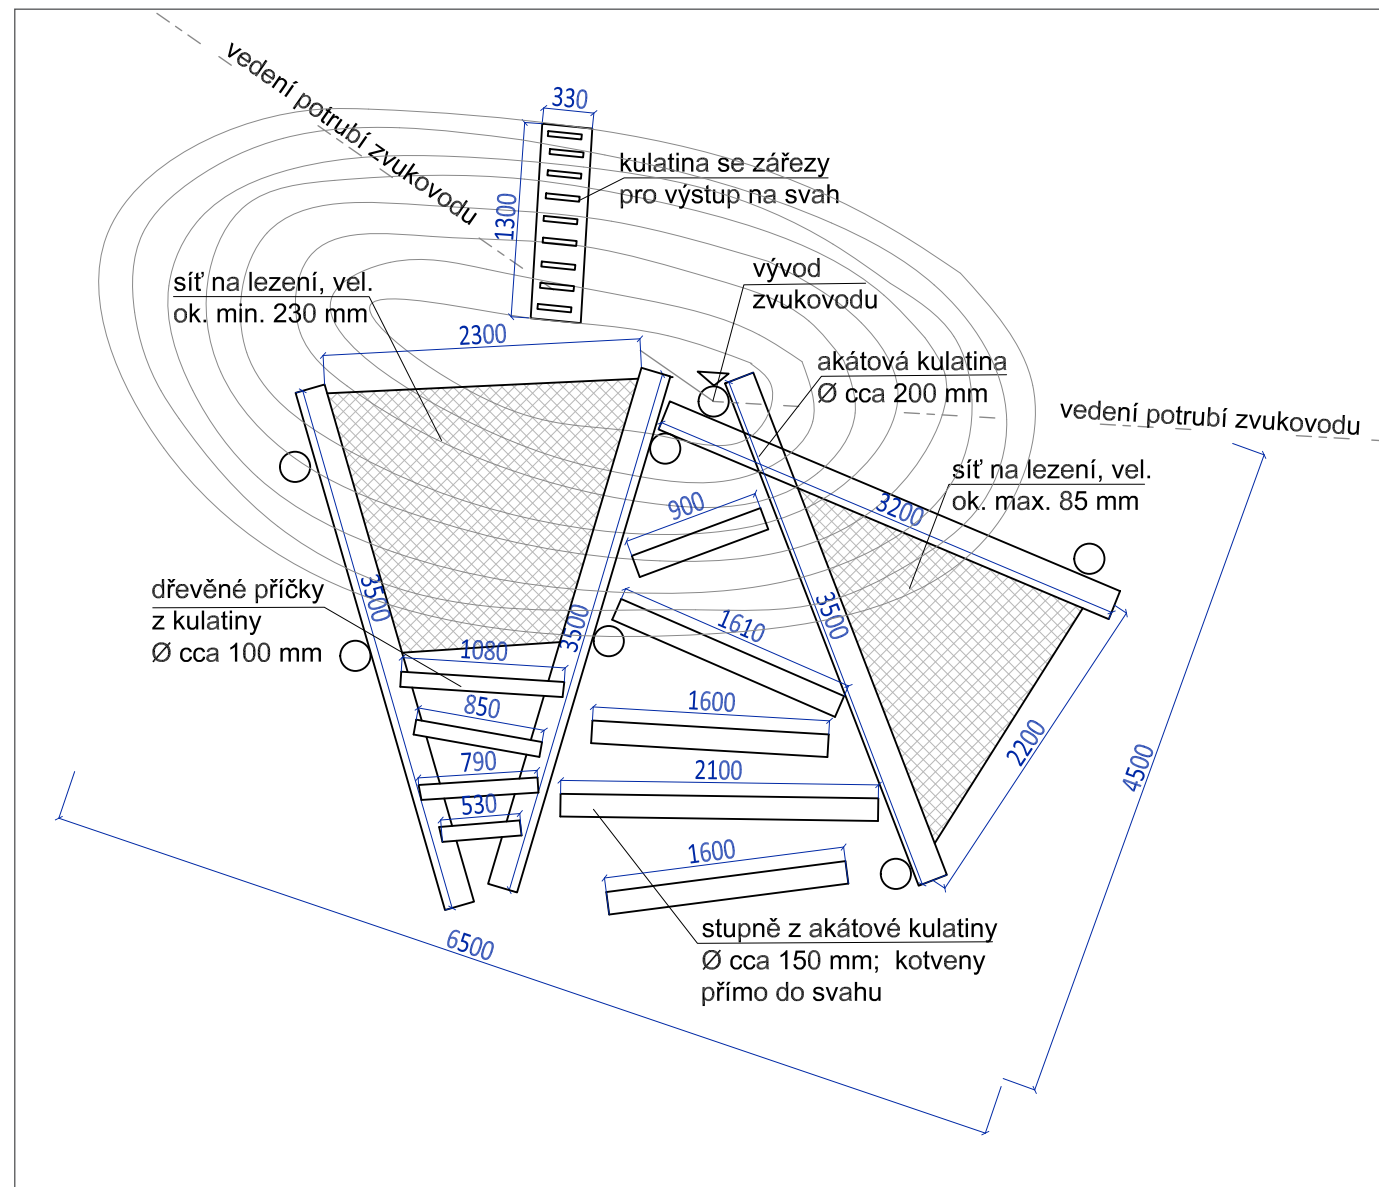 vedení potrubí zvukovodu
330
kulatina se zářezy
pro výstup na svah
1300
síť na lezení, vel.
ok. min. 230 mm
vývod
zvukovodu
2300
akátová kulatina
Ø cca 200 mm
vedení potrubí zvukovodu
síť na lezení, vel.
ok. max. 85 mm
900
3200
dřevěné příčky
z kulatiny
Ø cca 100 mm
3500
3500
1610
3500
1080
850
1600
2200
4500
790
2100
530
1600
stupně z akátové kulatiny
Ø cca 150 mm; kotveny
přímo do svahu
6500